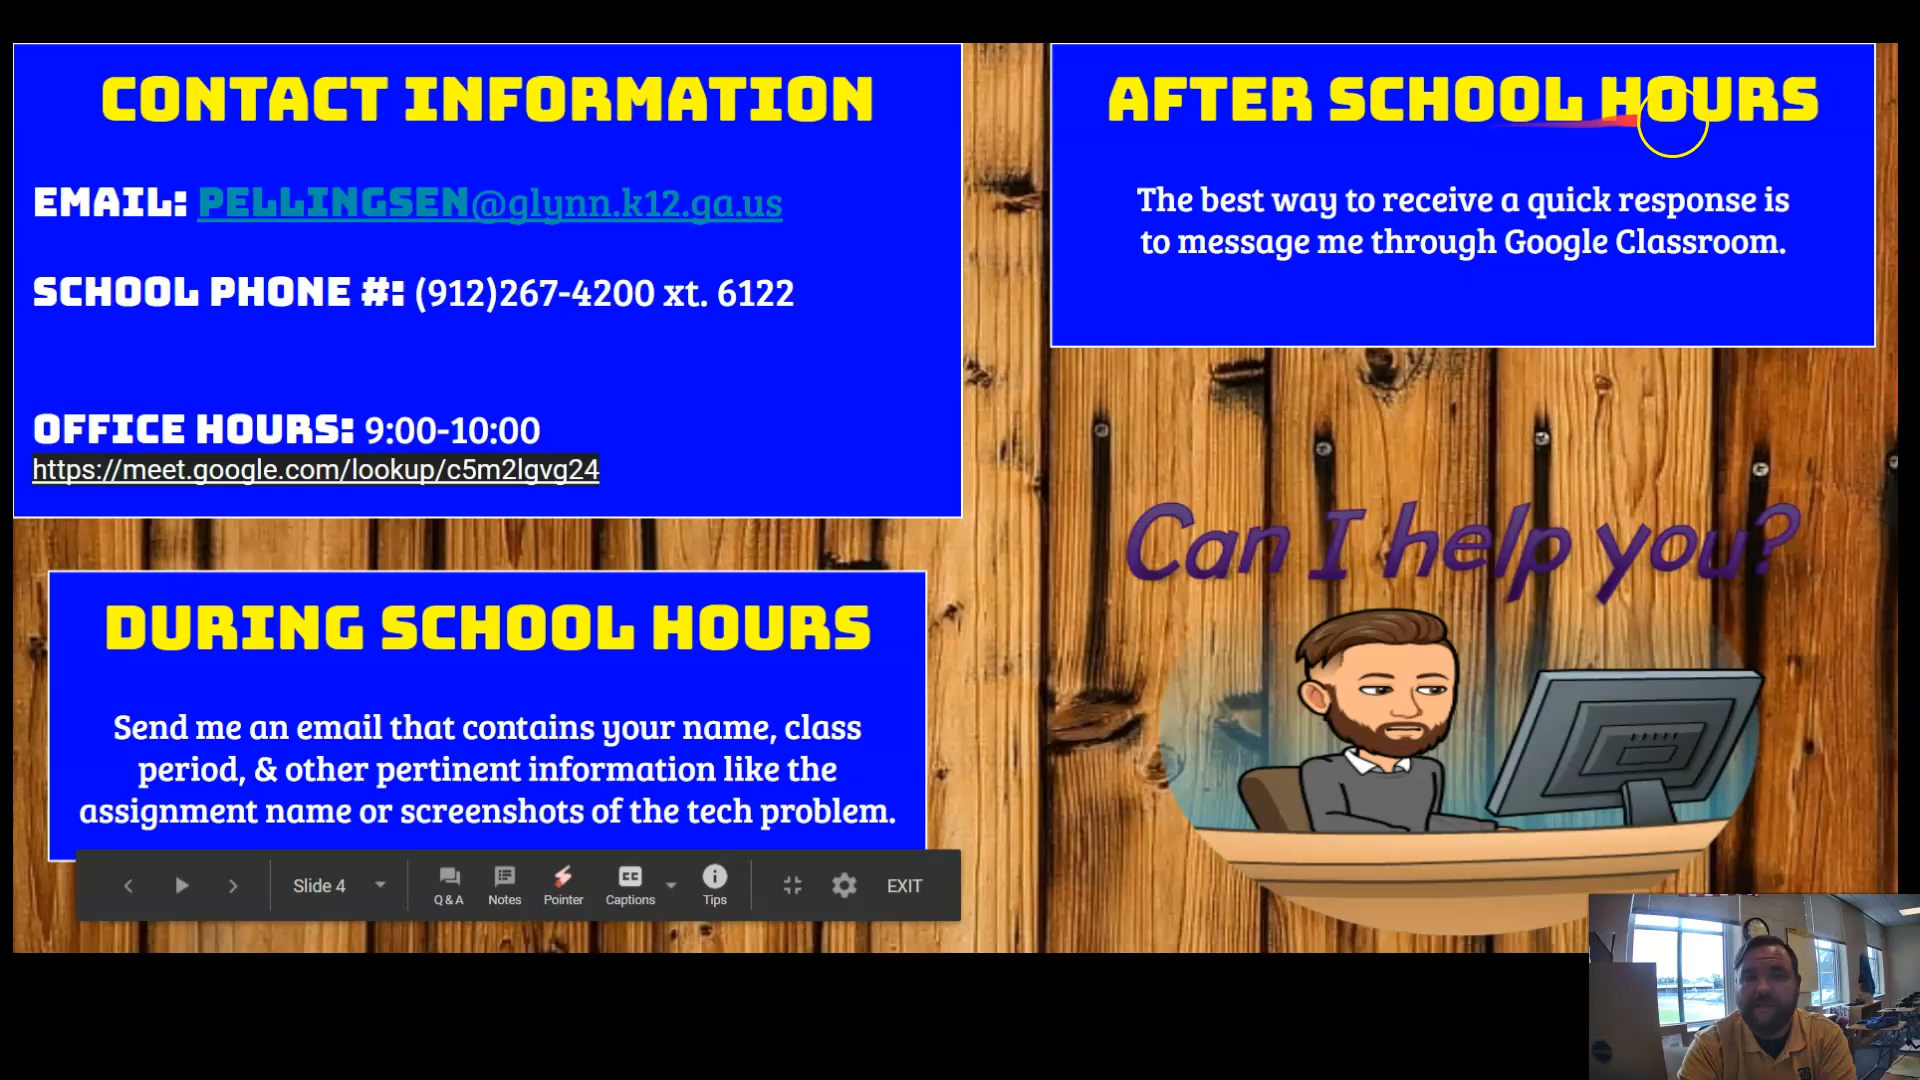 CONTACT INFORMATION
EMAIL: PELLINGSEN@glynn.k12.ga.us
SCHOOL PHONE #: (912)267-4200 xt. 6122
OFFICE HOURS: 9:00-10:00
https://meet.google.com/lookup/c5m2lgvg24
AFTER SCHOOL HOURS
The best way to receive a quick response is
to message me through Google Classroom.
DURING SCHOOL HOURS
Send me an email that contains your name, class
period, & other pertinent information like the
assignment name or screenshots of the tech problem.
Can I help you?
Slide 4
Q & A
Notes
Pointer
CC
Captions
Tips
EXIT